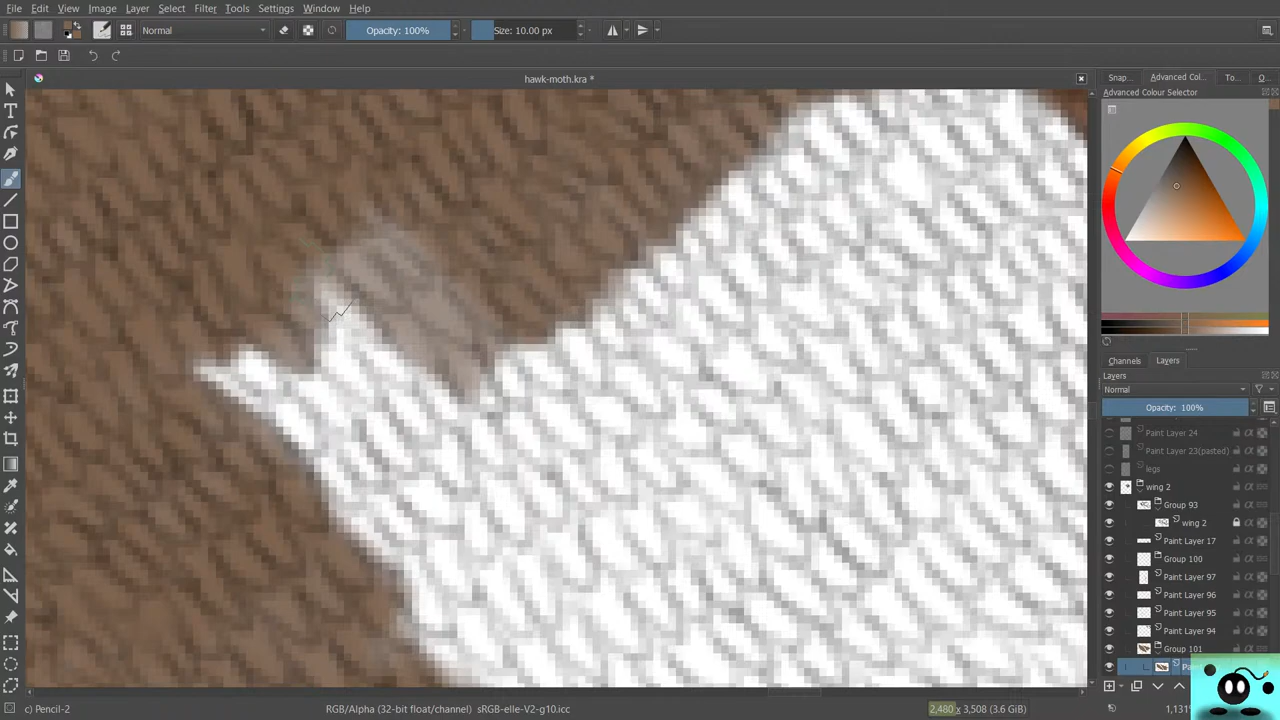 File Edit View Image Layer Select Filter Tools Settings Window Help
Normal Opacity: 100% Size: 10.00 px
hawk-moth.kra *
Snap... Advanced Col... To... O...
Advanced Colour Selector
Channels Layers
Layers
Normal
Opacity: 100%
Paint Layer 24
Paint Layer 23(pasted)
legs
wing 2
Group 93
wing 2
Paint Layer 17
Group 100
Paint Layer 97
Paint Layer 96
Paint Layer 95
Paint Layer 94
Group 101
c) Pencil-2 RGB/Alpha (32-bit float/channel) sRGB-elle-V2-g10.icc 2,480 x 3,508 (3.6 GiB)